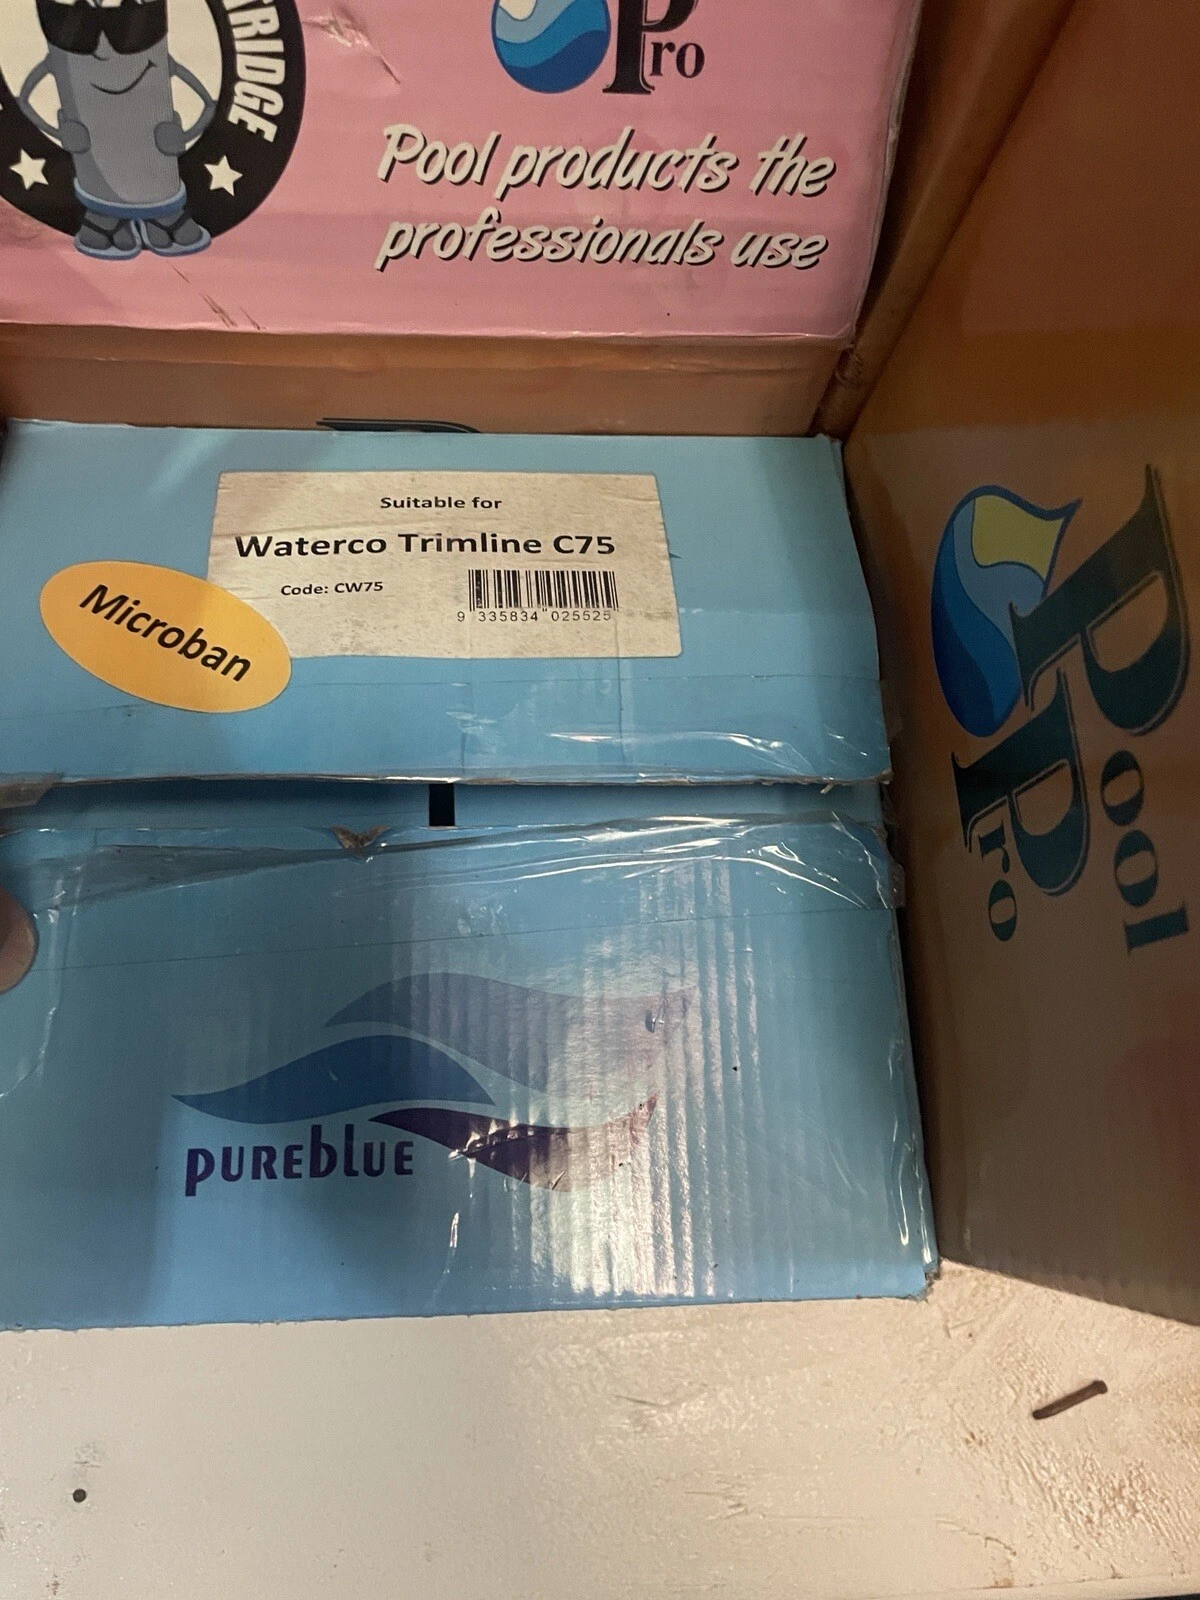 TRIDGE
Pro
Pool products the
professionals use
Suitable for
Waterco Trimline C75
Code: CW75
9 335834 025525
Microban
Pool
Pro
pureblue